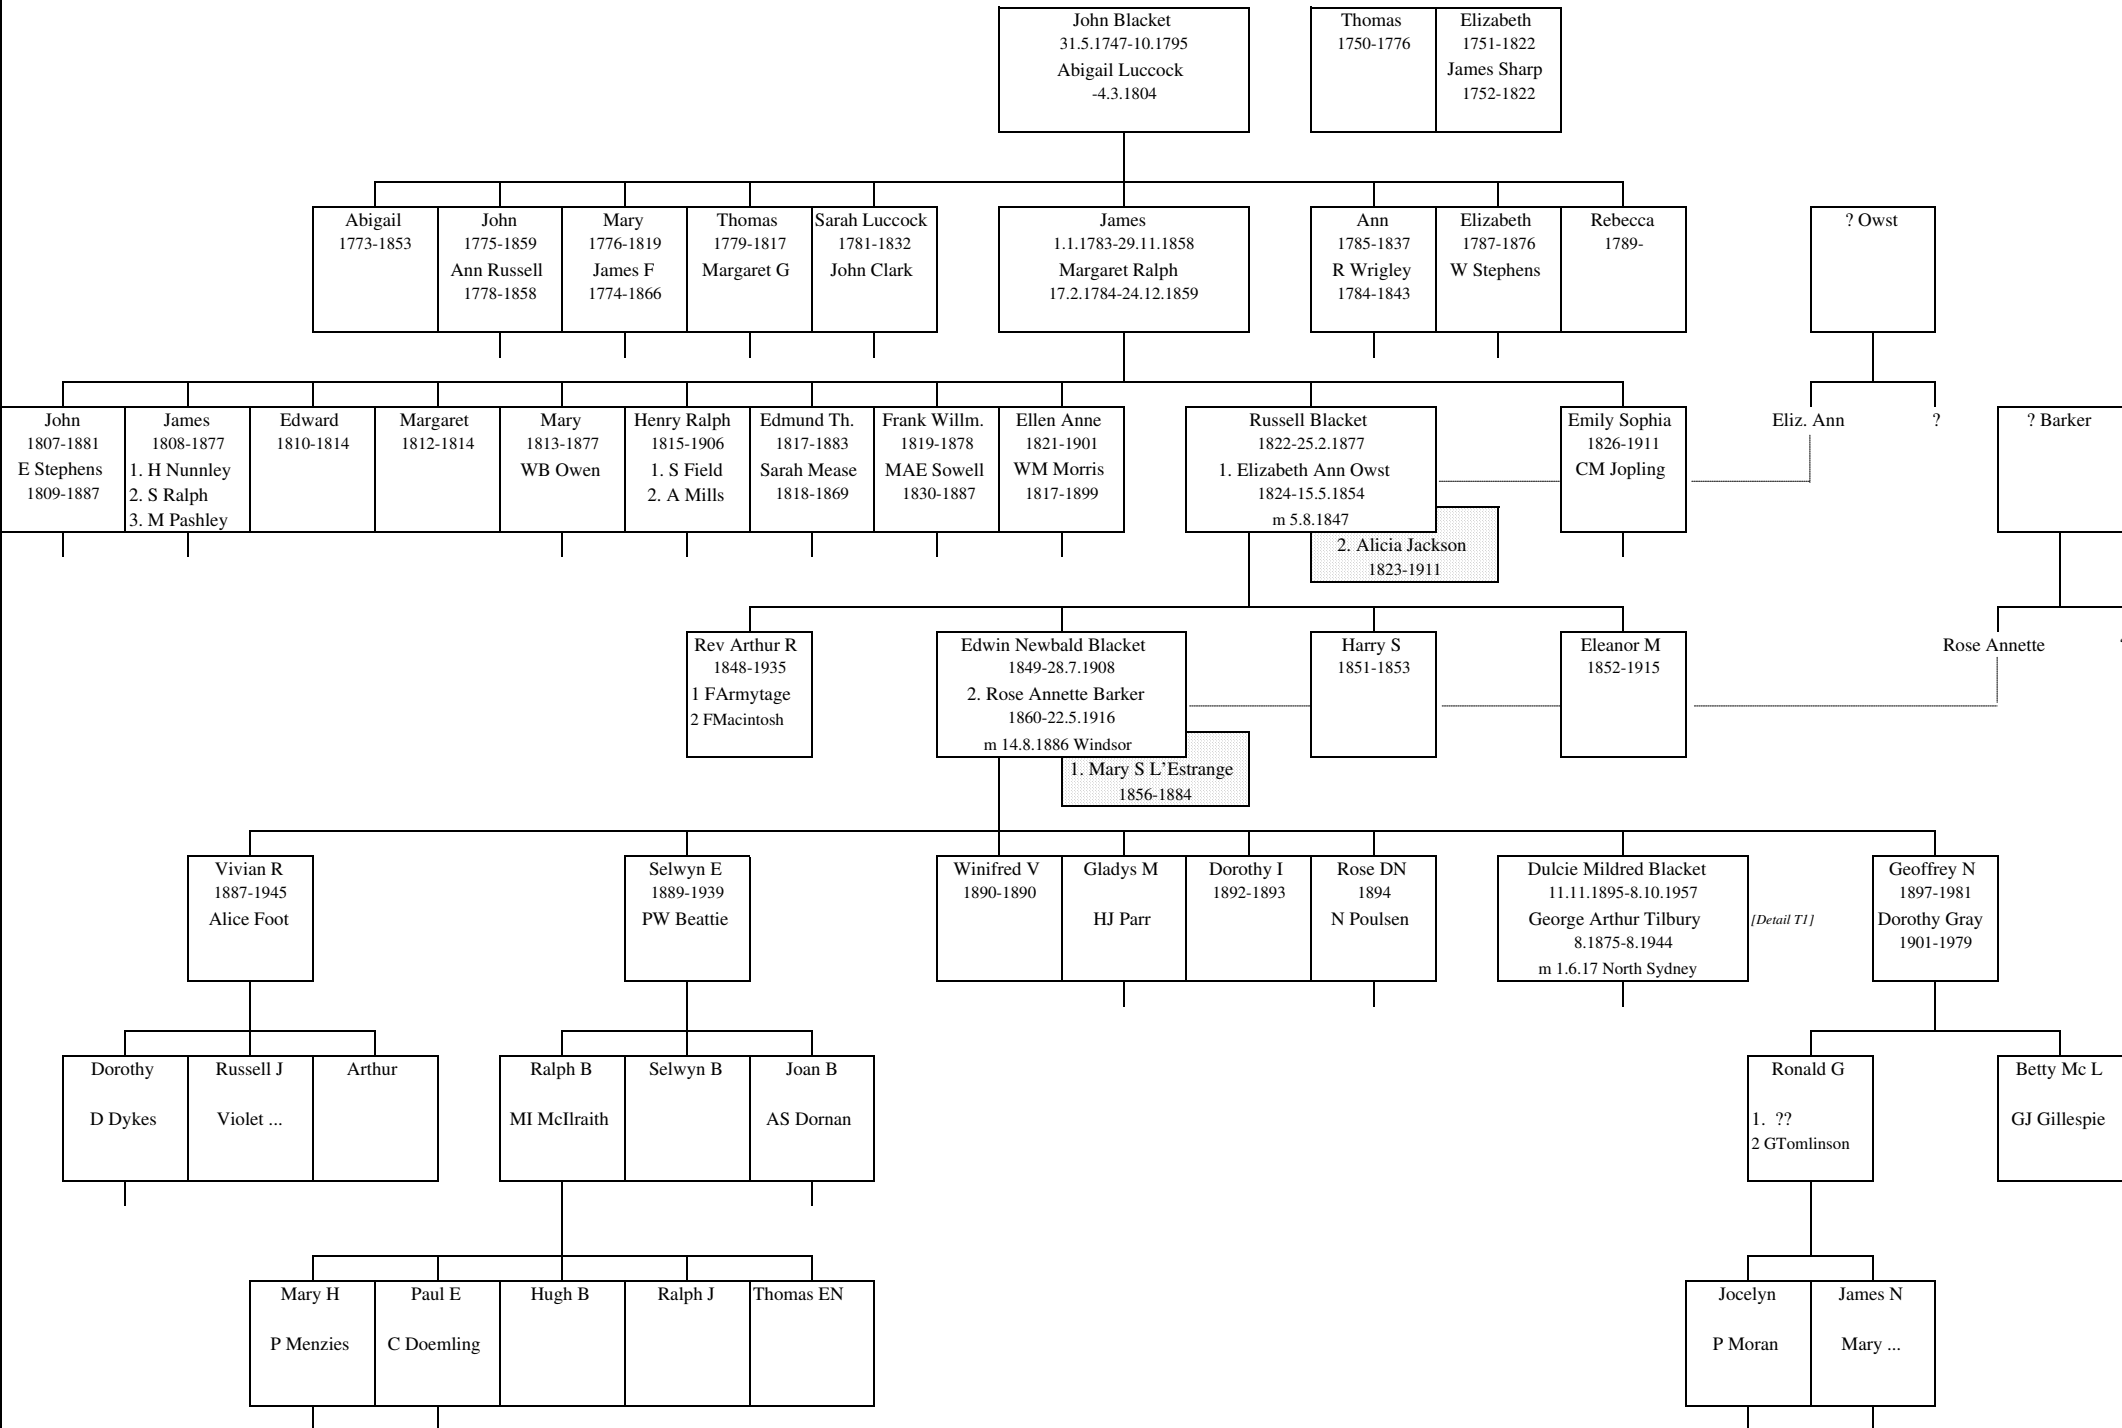 John Blacket
31.5.1747-10.1795
Abigail Luccock
-4.3.1804
Thomas
1750-1776
Elizabeth
1751-1822
James Sharp
1752-1822
Abigail
1773-1853
John
1775-1859
Ann Russell
1778-1858
Mary
1776-1819
James F
1774-1866
Thomas
1779-1817
Margaret G
Sarah Luccock
1781-1832
John Clark
James
1.1.1783-29.11.1858
Margaret Ralph
17.2.1784-24.12.1859
Ann
1785-1837
R Wrigley
1784-1843
Elizabeth
1787-1876
W Stephens
Rebecca
1789-
? Owst
John
1807-1881
E Stephens
1809-1887
James
1808-1877
1. H Nunnley
2. S Ralph
3. M Pashley
Edward
1810-1814
Margaret
1812-1814
Mary
1813-1877
WB Owen
Henry Ralph
1815-1906
1. S Field
2. A Mills
Edmund Th.
1817-1883
Sarah Mease
1818-1869
Frank Willm.
1819-1878
MAE Sowell
1830-1887
Ellen Anne
1821-1901
WM Morris
1817-1899
Russell Blacket
1822-25.2.1877
1. Elizabeth Ann Owst
1824-15.5.1854
m 5.8.1847
2. Alicia Jackson
1823-1911
Emily Sophia
1826-1911
CM Jopling
Eliz. Ann
?
? Barker
Rev Arthur R
1848-1935
1 FArmytage
2 FMacintosh
Edwin Newbald Blacket
1849-28.7.1908
2. Rose Annette Barker
1860-22.5.1916
m 14.8.1886 Windsor
1. Mary S L'Estrange
1856-1884
Harry S
1851-1853
Eleanor M
1852-1915
Rose Annette
Vivian R
1887-1945
Alice Foot
Selwyn E
1889-1939
PW Beattie
Winifred V
1890-1890
Gladys M
HJ Parr
Dorothy I
1892-1893
Rose DN
1894
N Poulsen
Dulcie Mildred Blacket
11.11.1895-8.10.1957
George Arthur Tilbury
8.1875-8.1944
m 1.6.17 North Sydney
[Detail T1]
Geoffrey N
1897-1981
Dorothy Gray
1901-1979
Dorothy
D Dykes
Russell J
Violet ...
Arthur
Ralph B
MI McIlraith
Selwyn B
Joan B
AS Dornan
Ronald G
1. ??
2 GTomlinson
Betty Mc L
GJ Gillespie
Mary H
P Menzies
Paul E
C Doemling
Hugh B
Ralph J
Thomas EN
Jocelyn
P Moran
James N
Mary ...